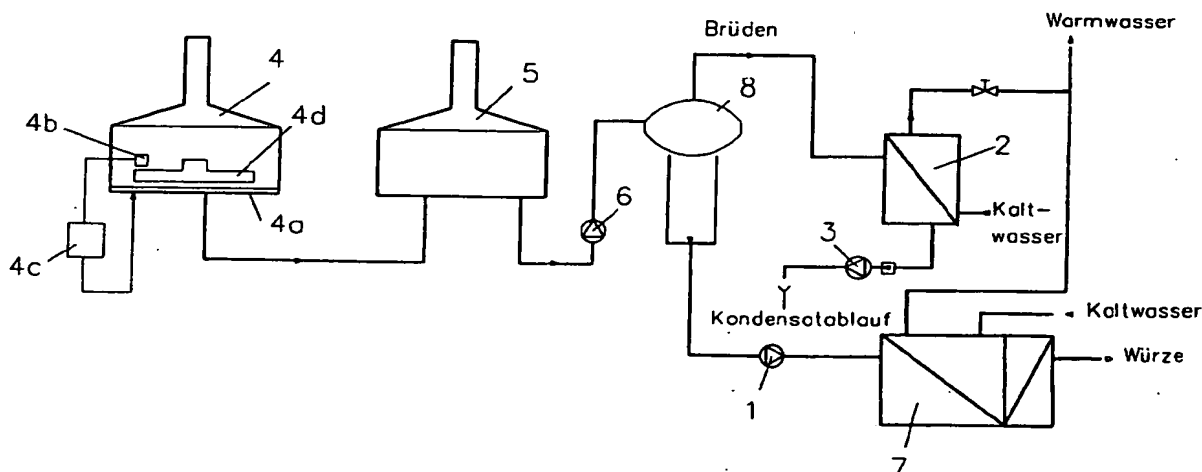 Warmwasser
Brüden
4
5
8
4b
4d
2
4a
6
Kalt-
wasser
4c
3
Kondensatablauf
Kaltwasser
Würze
1
7